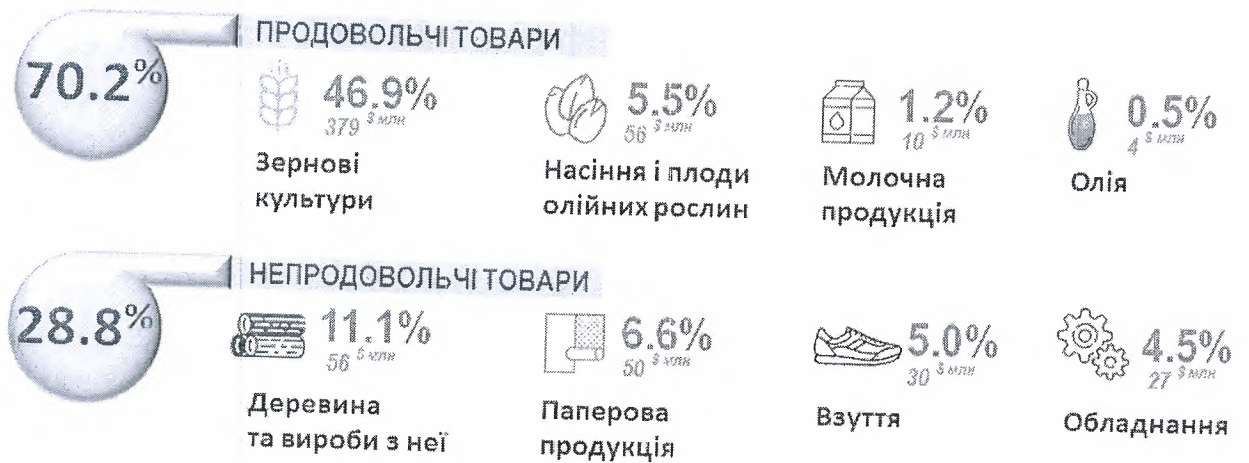 70.2%
ПРОДОВОЛЬЧІ ТОВАРИ
46.9%
379 $ млн
Зернові
культури
5.5%
56 $ млн
Насіння і плоди
олійних рослин
1.2%
10 $ млн
Молочна
продукція
0.5%
4 $ млн
Олія
28.8%
НЕПРОДОВОЛЬЧІ ТОВАРИ
11.1%
56 $ млн
Деревина
та вироби з неї
6.6%
50 $ млн
Паперова
продукція
5.0%
30 $ млн
Взуття
4.5%
27 $ млн
Обладнання